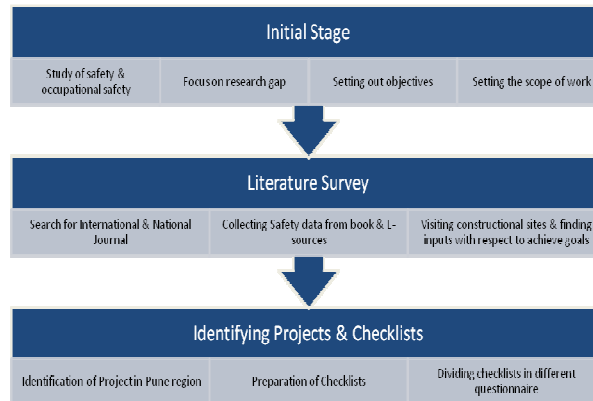 Initial Stage
Study of safety &
occupational safety
Focus on research gap
Setting out objectives
Setting the scope of work
Literature Survey
Search for International & National
Journal
Collecting Safety data from book & E-
sources
Visiting constructional sites & finding
inputs with respect to achieve goals
Identifying Projects & Checklists
Identification of Project in Pune region
Preparation of Checklists
Dividing checklists in different
questionnaire